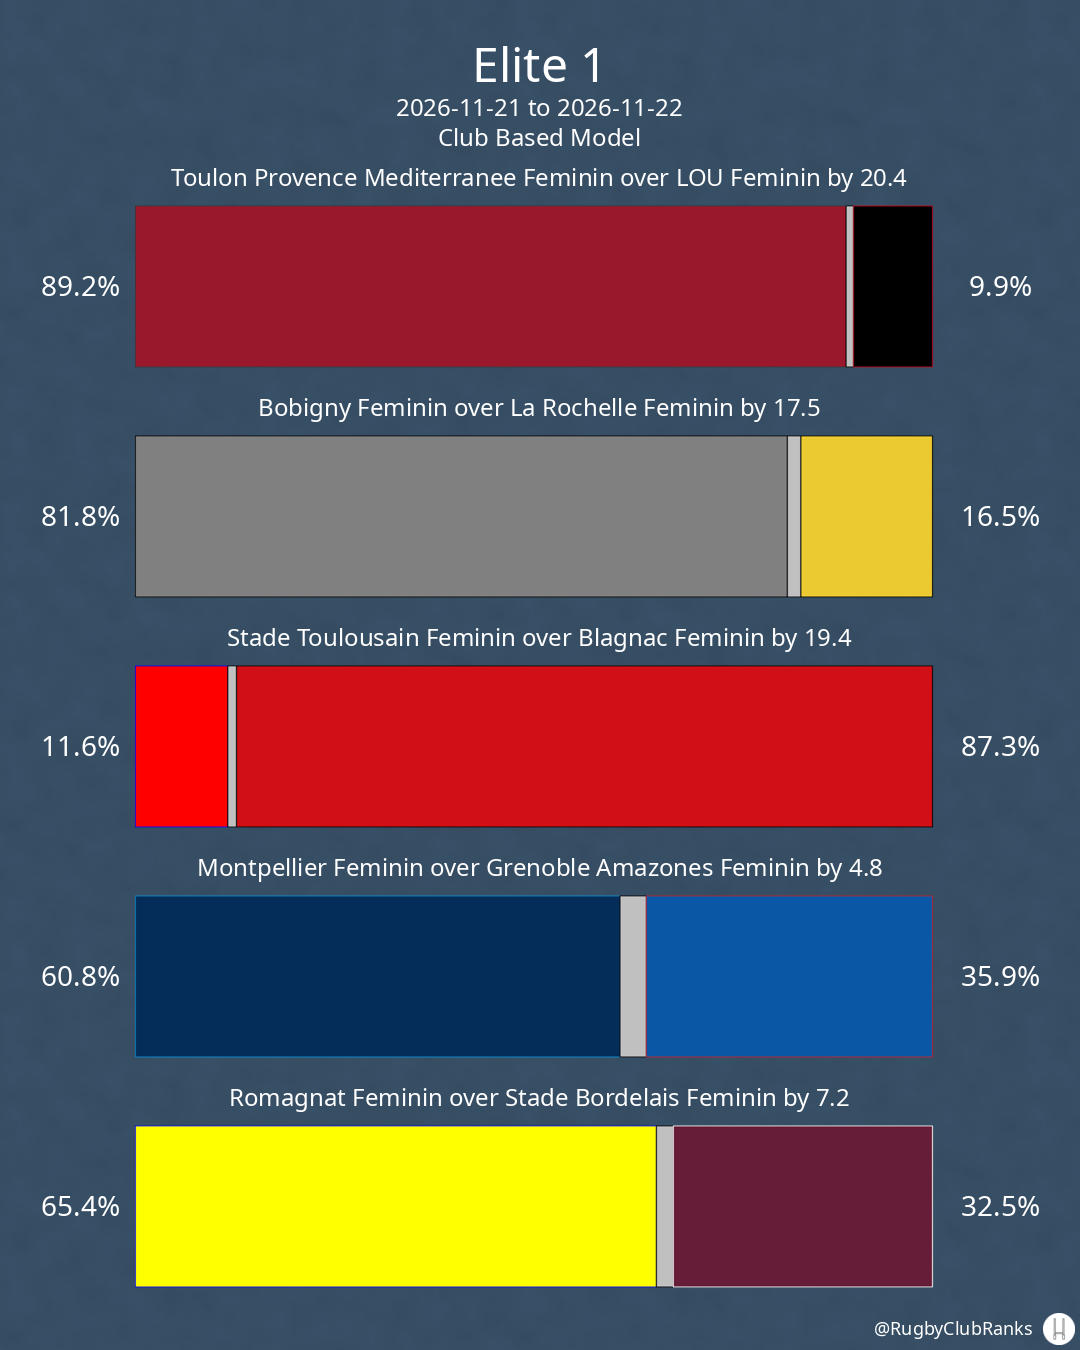 Elite 1
2026-11-21 to 2026-11-22
Club Based Model
Toulon Provence Mediterranee Feminin over LOU Feminin by 20.4
89.2%
9.9%
Bobigny Feminin over La Rochelle Feminin by 17.5
81.8%
16.5%
Stade Toulousain Feminin over Blagnac Feminin by 19.4
11.6%
87.3%
Montpellier Feminin over Grenoble Amazones Feminin by 4.8
60.8%
35.9%
Romagnat Feminin over Stade Bordelais Feminin by 7.2
65.4%
32.5%
@RugbyClubRanks